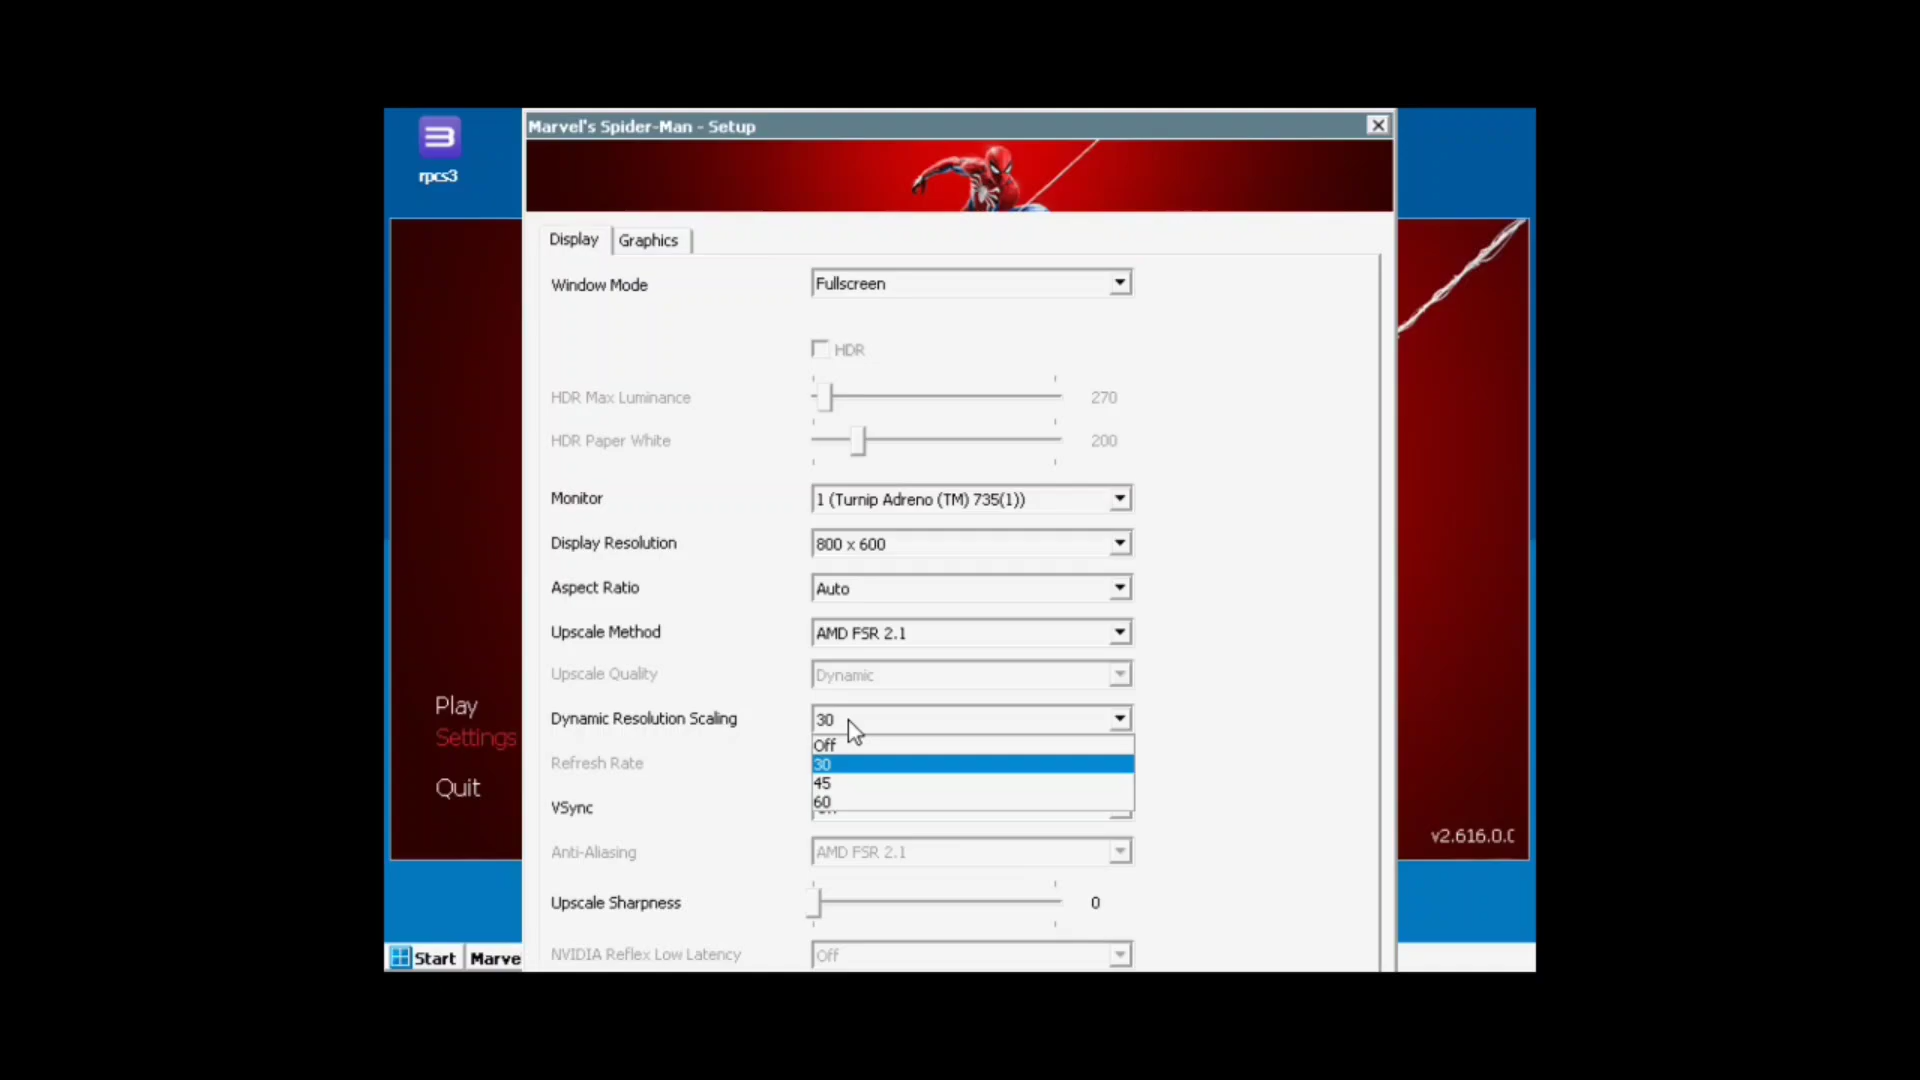 rpcs3
Marvel's Spider-Man - Setup
Display
Graphics
Window Mode
Fullscreen
HDR
HDR Max Luminance
270
HDR Paper White
200
Monitor
1 (Turnip Adreno (TM) 735(1))
Display Resolution
800 x 600
Aspect Ratio
Auto
Upscale Method
AMD FSR 2.1
Upscale Quality
Dynamic
Dynamic Resolution Scaling
30
Off
30
45
60
Refresh Rate
VSync
Anti-Aliasing
AMD FSR 2.1
Upscale Sharpness
0
NVIDIA Reflex Low Latency
Off
Play
Settings
Quit
v2.616.0.0
Start
Marve